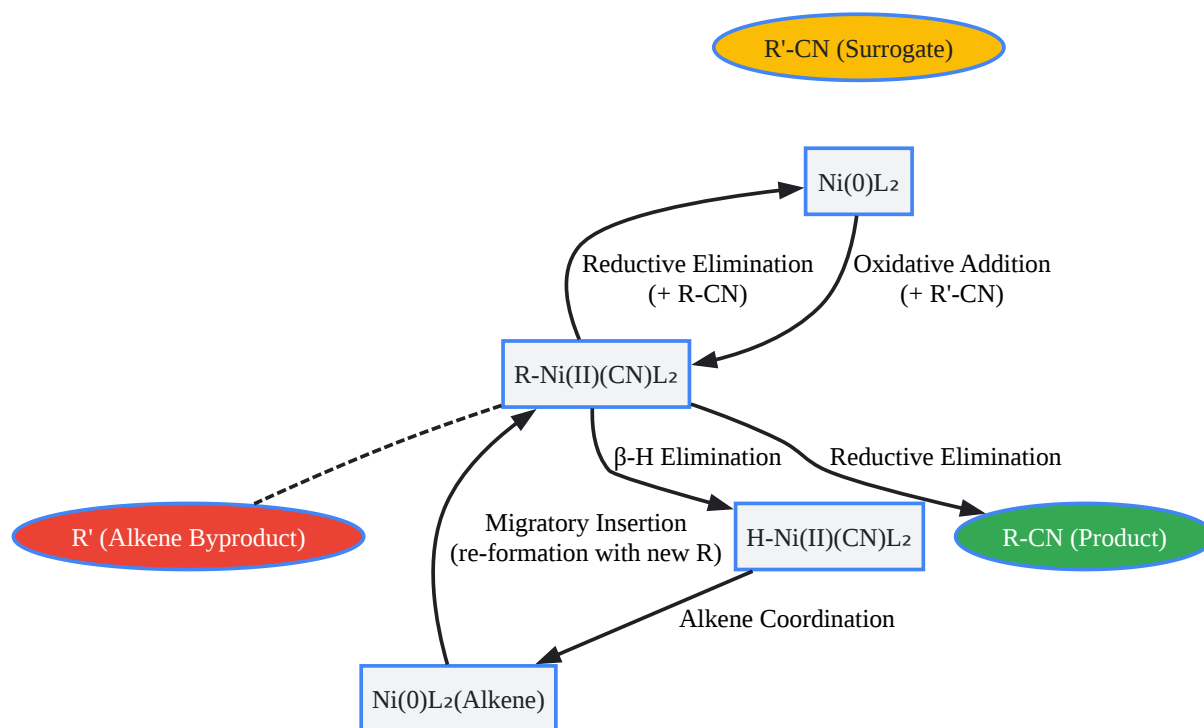 R'-CN (Surrogate)
Ni(0)L₂
Reductive Elimination
(+ R-CN)
Oxidative Addition
(+ R'-CN)
R-Ni(II)(CN)L₂
β-H Elimination
Reductive Elimination
R' (Alkene Byproduct)
Migratory Insertion
(re-formation with new R)
H-Ni(II)(CN)L₂
R-CN (Product)
Alkene Coordination
Ni(0)L₂(Alkene)